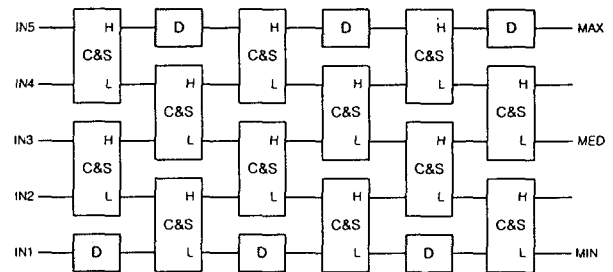 IN5 H D H D H D MAX
C&S C&S C&S
IN4 L H L H L H
C&S C&S C&S
IN3 H L H L H L MED
C&S C&S C&S
IN2 L H L H L H
C&S C&S C&S
IN1 D L D L D L MIN